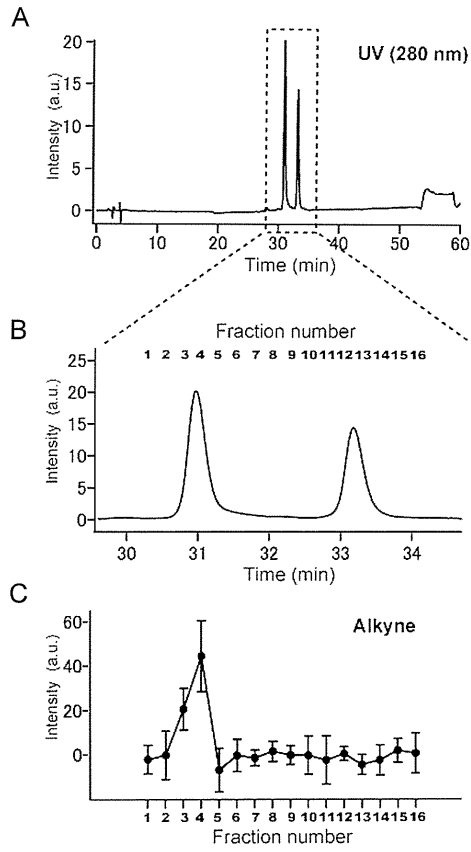 A
UV (280 nm)
Intensity (a.u.)
20
15
10
5
0
0 10 20 30 40 50 60
Time (min)
B
Fraction number
1 2 3 4 5 6 7 8 9 10 11 12 13 14 15 16
Intensity (a.u.)
25
20
15
10
5
0
30 31 32 33 34
Time (min)
C
Alkyne
Intensity (a.u.)
60
40
20
0
1 2 3 4 5 6 7 8 9 10 11 12 13 14 15 16
Fraction number